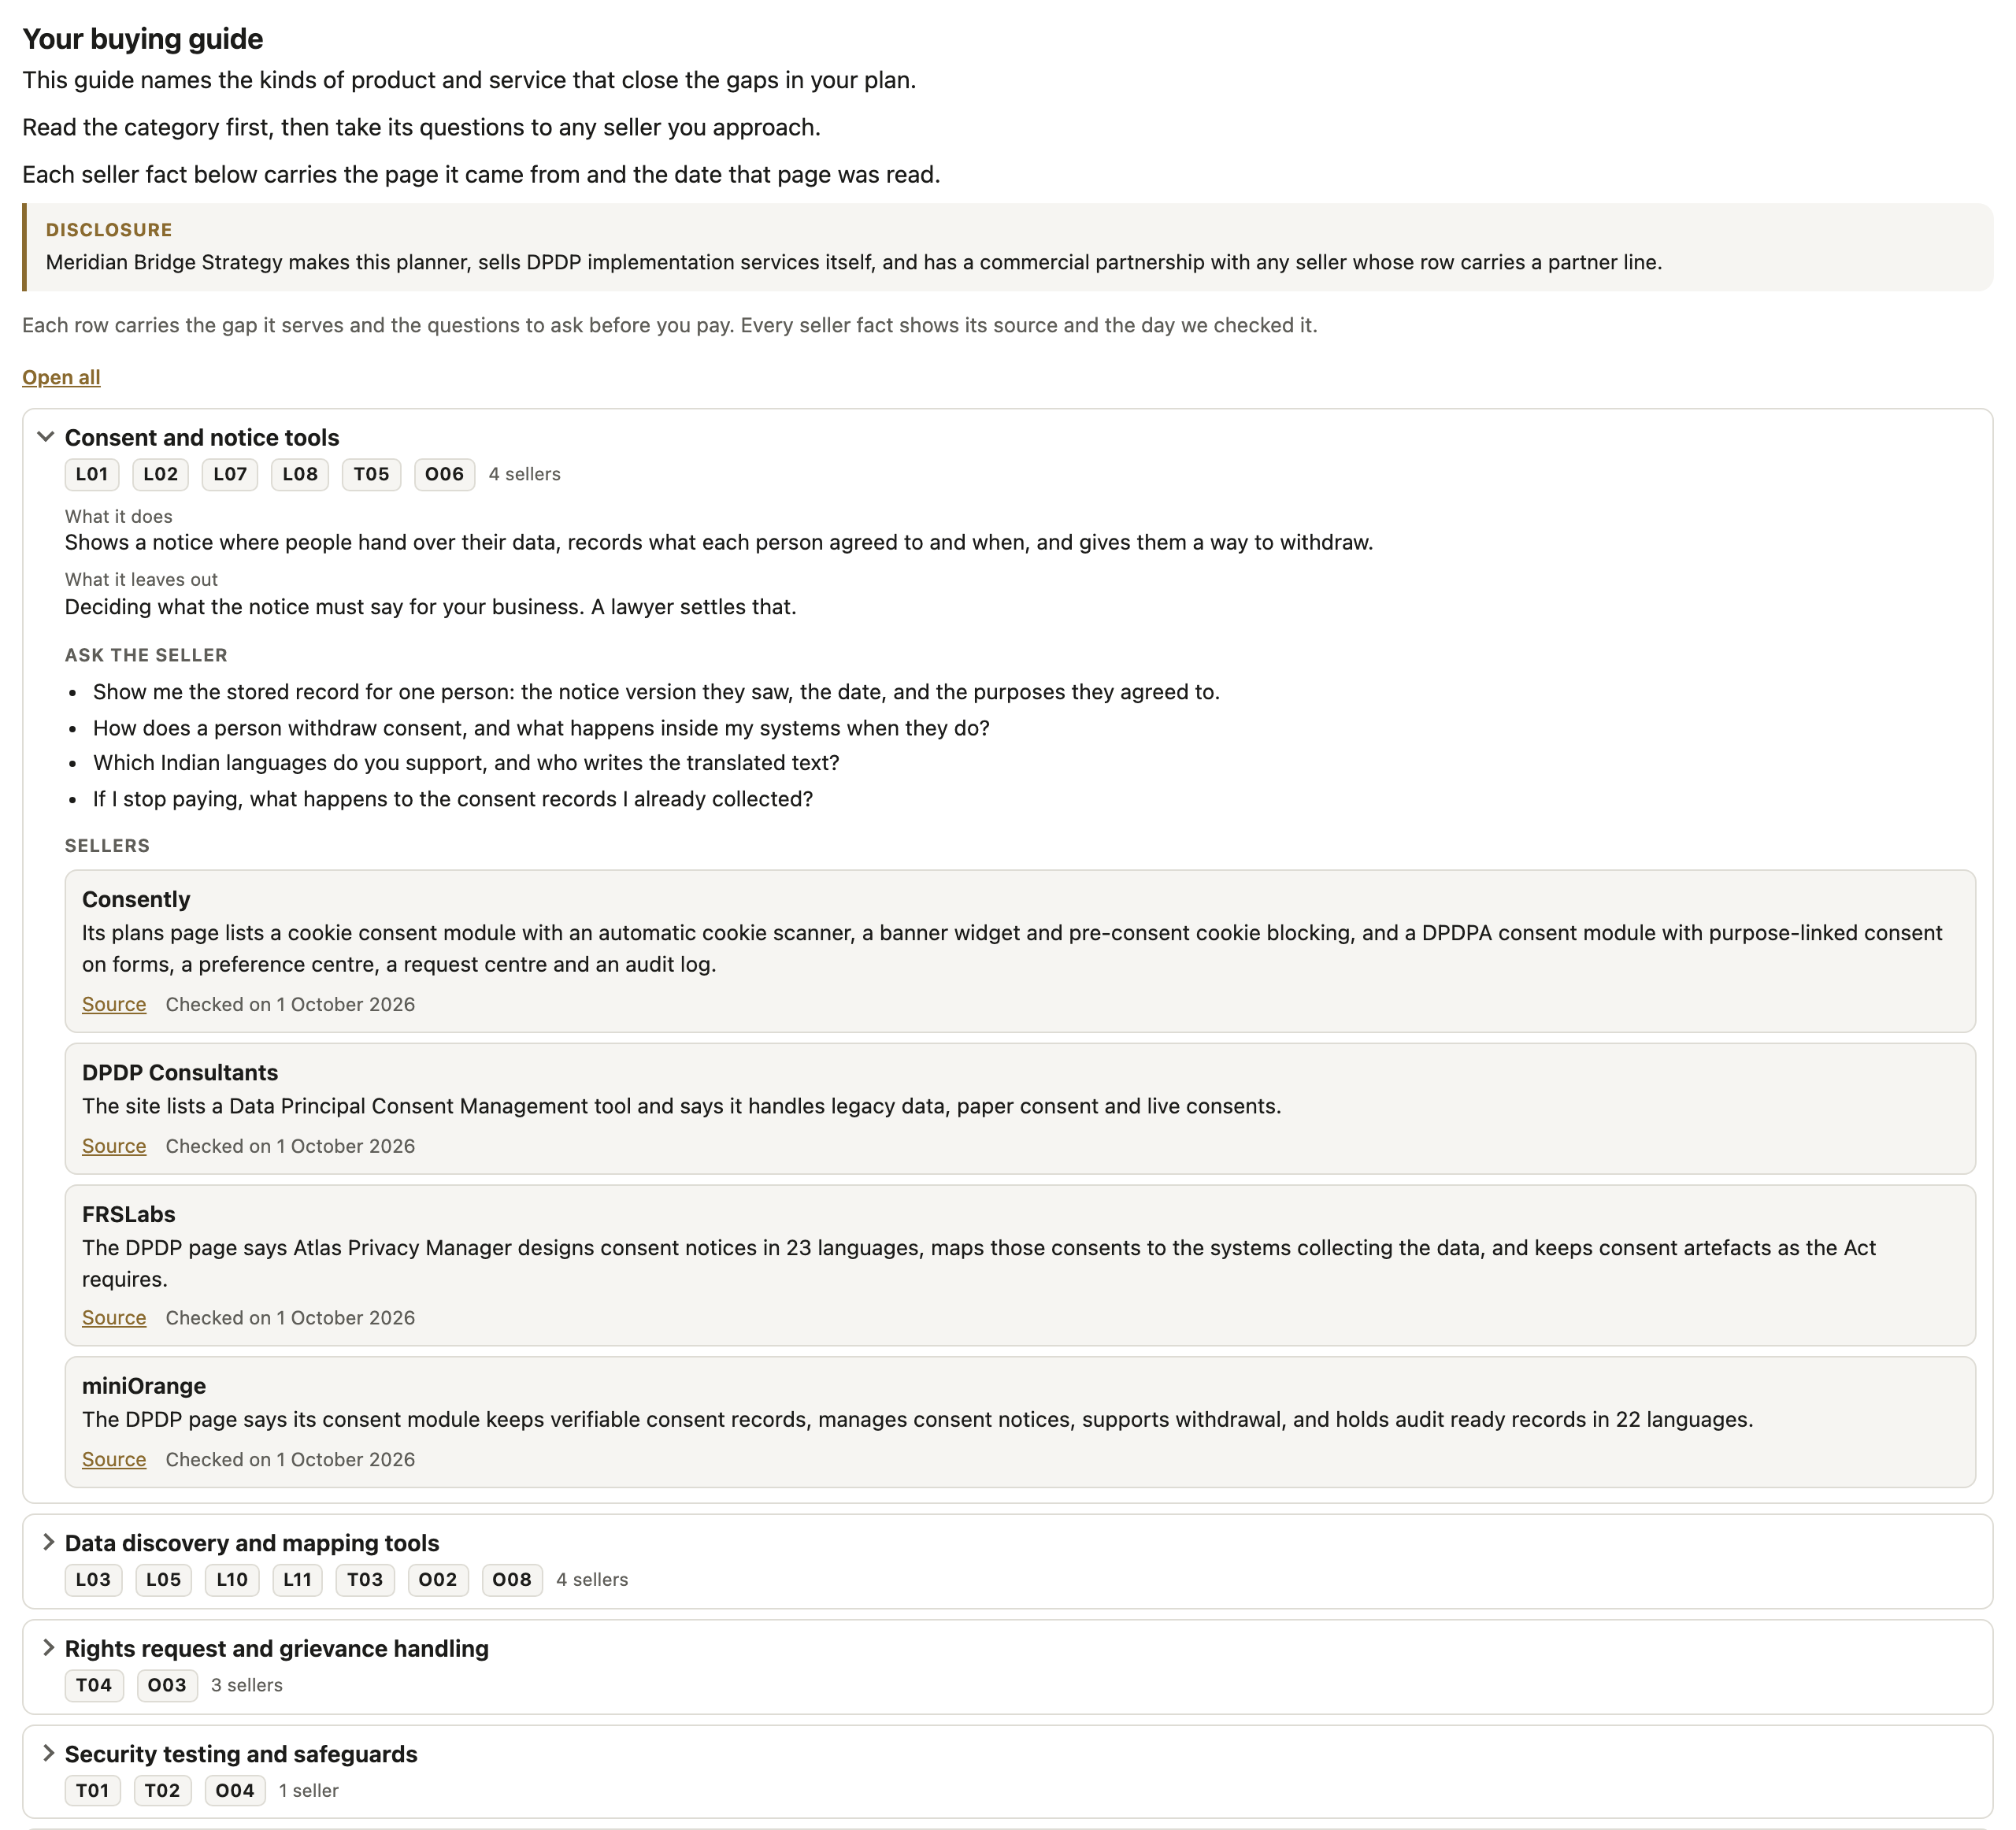 Your buying guide
This guide names the kinds of product and service that close the gaps in your plan.
Read the category first, then take its questions to any seller you approach.
Each seller fact below carries the page it came from and the date that page was read.
DISCLOSURE
Meridian Bridge Strategy makes this planner, sells DPDP implementation services itself, and has a commercial partnership with any seller whose row carries a partner line.
Each row carries the gap it serves and the questions to ask before you pay. Every seller fact shows its source and the day we checked it.
Open all
Consent and notice tools
L01 L02 L07 L08 T05 O06 4 sellers
What it does
Shows a notice where people hand over their data, records what each person agreed to and when, and gives them a way to withdraw.
What it leaves out
Deciding what the notice must say for your business. A lawyer settles that.
ASK THE SELLER
• Show me the stored record for one person: the notice version they saw, the date, and the purposes they agreed to.
• How does a person withdraw consent, and what happens inside my systems when they do?
• Which Indian languages do you support, and who writes the translated text?
• If I stop paying, what happens to the consent records I already collected?
SELLERS
Consently
Its plans page lists a cookie consent module with an automatic cookie scanner, a banner widget and pre-consent cookie blocking, and a DPDPA consent module with purpose-linked consent
on forms, a preference centre, a request centre and an audit log.
Source Checked on 1 October 2026
DPDP Consultants
The site lists a Data Principal Consent Management tool and says it handles legacy data, paper consent and live consents.
Source Checked on 1 October 2026
FRSLabs
The DPDP page says Atlas Privacy Manager designs consent notices in 23 languages, maps those consents to the systems collecting the data, and keeps consent artefacts as the Act
requires.
Source Checked on 1 October 2026
miniOrange
The DPDP page says its consent module keeps verifiable consent records, manages consent notices, supports withdrawal, and holds audit ready records in 22 languages.
Source Checked on 1 October 2026
Data discovery and mapping tools
L03 L05 L10 L11 T03 O02 O08 4 sellers
Rights request and grievance handling
T04 O03 3 sellers
Security testing and safeguards
T01 T02 O04 1 seller